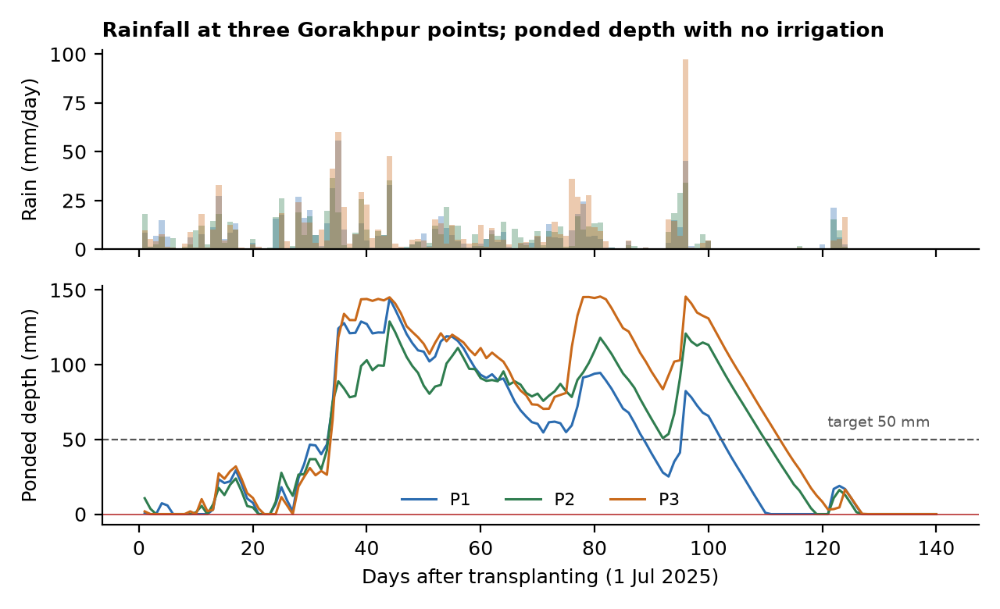 Rainfall at three Gorakhpur points; ponded depth with no irrigation
Rain (mm/day)
100
75
50
25
0
Ponded depth (mm)
150
100
50
0
target 50 mm
P1 P2 P3
0 20 40 60 80 100 120 140
Days after transplanting (1 Jul 2025)